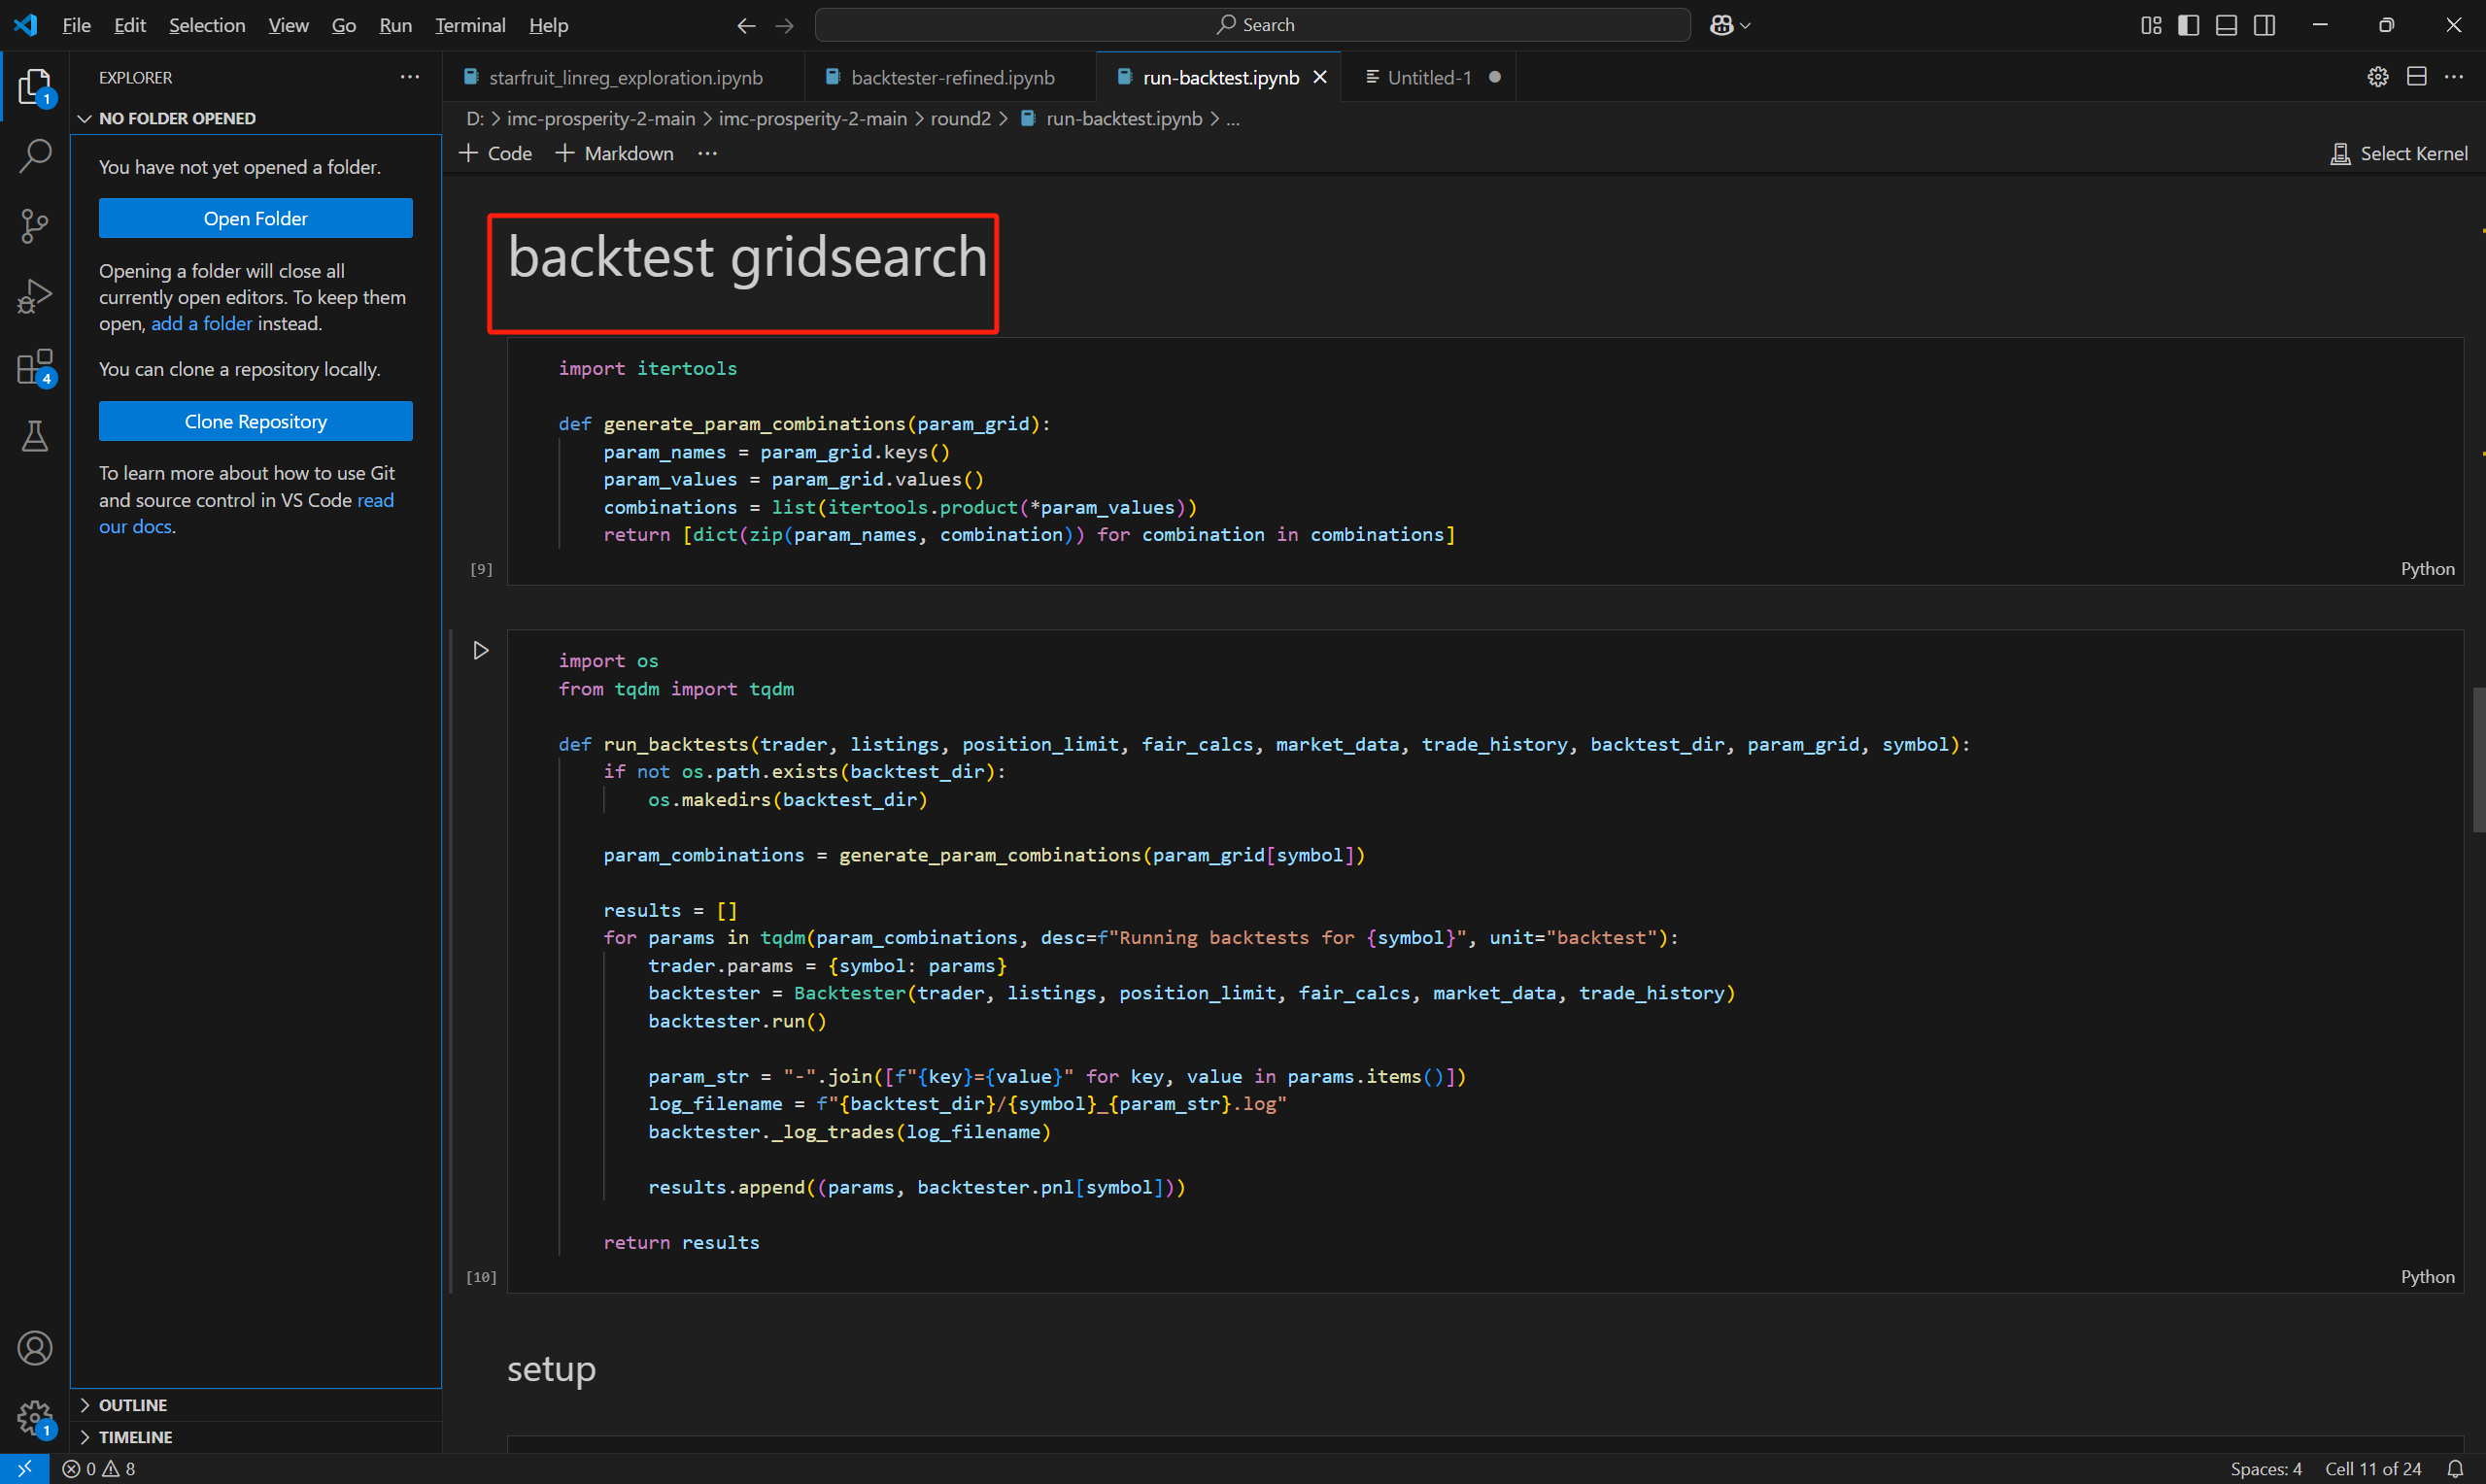 File Edit Selection View Go Run Terminal Help
Search
EXPLORER
NO FOLDER OPENED
You have not yet opened a folder.
Open Folder
Opening a folder will close all
currently open editors. To keep them
open, add a folder instead.
You can clone a repository locally.
Clone Repository
To learn more about how to use Git
and source control in VS Code read
our docs.
OUTLINE
TIMELINE
1
4
1
starfruit_linreg_exploration.ipynb
backtester-refined.ipynb
run-backtest.ipynb
Untitled-1
D: > imc-prosperity-2-main > imc-prosperity-2-main > round2 > run-backtest.ipynb > ...
+ Code + Markdown ...
Select Kernel
backtest gridsearch
import itertools
def generate_param_combinations(param_grid):
    param_names = param_grid.keys()
    param_values = param_grid.values()
    combinations = list(itertools.product(*param_values))
    return [dict(zip(param_names, combination)) for combination in combinations]
[9]
Python
import os
from tqdm import tqdm
def run_backtests(trader, listings, position_limit, fair_calcs, market_data, trade_history, backtest_dir, param_grid, symbol):
    if not os.path.exists(backtest_dir):
        os.makedirs(backtest_dir)
    param_combinations = generate_param_combinations(param_grid[symbol])
    results = []
    for params in tqdm(param_combinations, desc=f"Running backtests for {symbol}", unit="backtest"):
        trader.params = {symbol: params}
        backtester = Backtester(trader, listings, position_limit, fair_calcs, market_data, trade_history)
        backtester.run()
        param_str = "-".join([f"{key}={value}" for key, value in params.items()])
        log_filename = f"{backtest_dir}/{symbol}_{param_str}.log"
        backtester._log_trades(log_filename)
        results.append((params, backtester.pnl[symbol]))
    return results
[10]
Python
setup
0 8
Spaces: 4
Cell 11 of 24